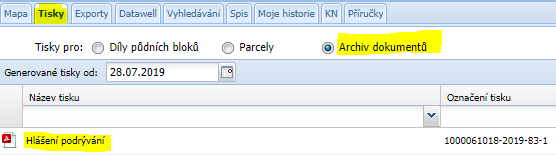 Mapa Tisky Exporty Datawell Vyhledávání Spis Moje historie KN Příručky
Tisky pro: Díly půdních bloků Parcely Archiv dokumentů
Generované tisky od: 28.07.2019
Název tisku Označení tisku
Hlášení podrývání 1000061018-2019-83-1